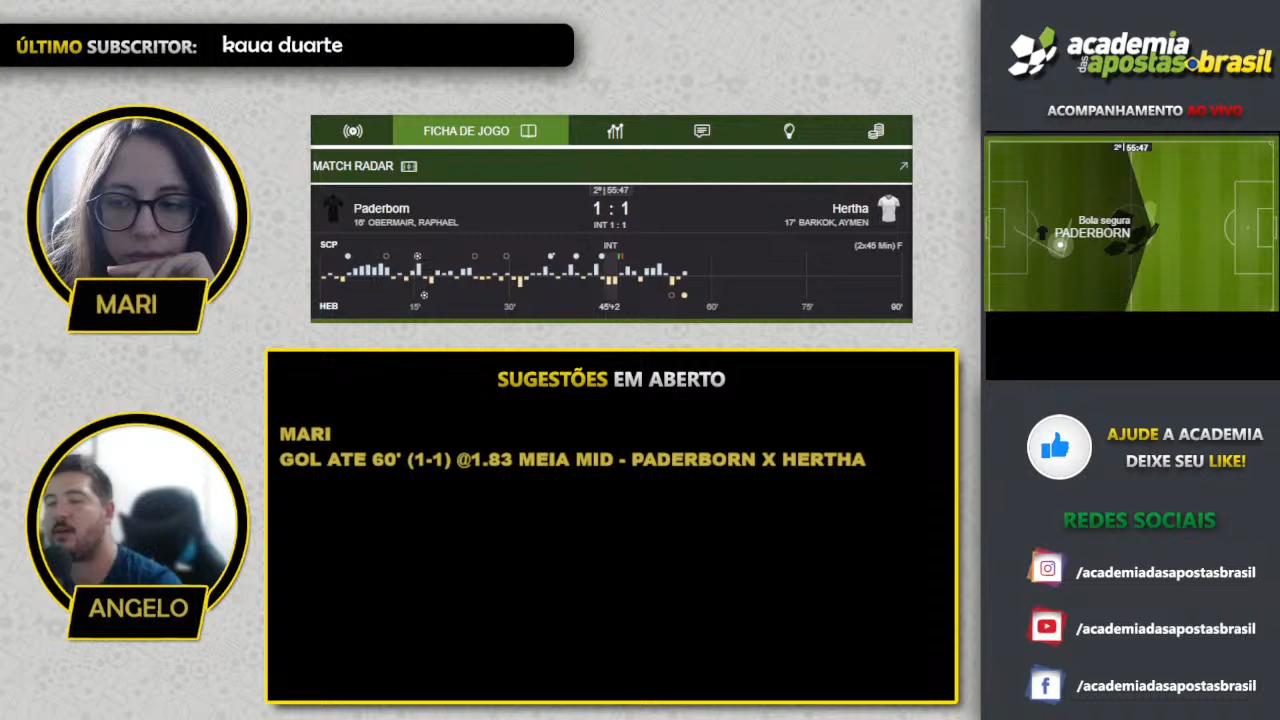 ÚLTIMO SUBSCRITOR: kaua duarte
MARI
ANGELO
FICHA DE JOGO
MATCH RADAR
2º | 55:47
Paderborn 1 : 1 Hertha
16' OBERMAIR, RAPHAEL INT 1 : 1 17' BARKOK, AYMEN
SCP INT (2x45 Min) F
HEB 15' 30' 45'+2 60' 75' 90'
SUGESTÕES EM ABERTO
MARI
GOL ATE 60' (1-1) @1.83 MEIA MID - PADERBORN X HERTHA
academia
das apostas brasil
ACOMPANHAMENTO AO VIVO
2º | 55:47
Bola segura
PADERBORN
AJUDE A ACADEMIA
DEIXE SEU LIKE!
REDES SOCIAIS
/academiadasapostasbrasil
/academiadasapostasbrasil
/academiadasapostasbrasil